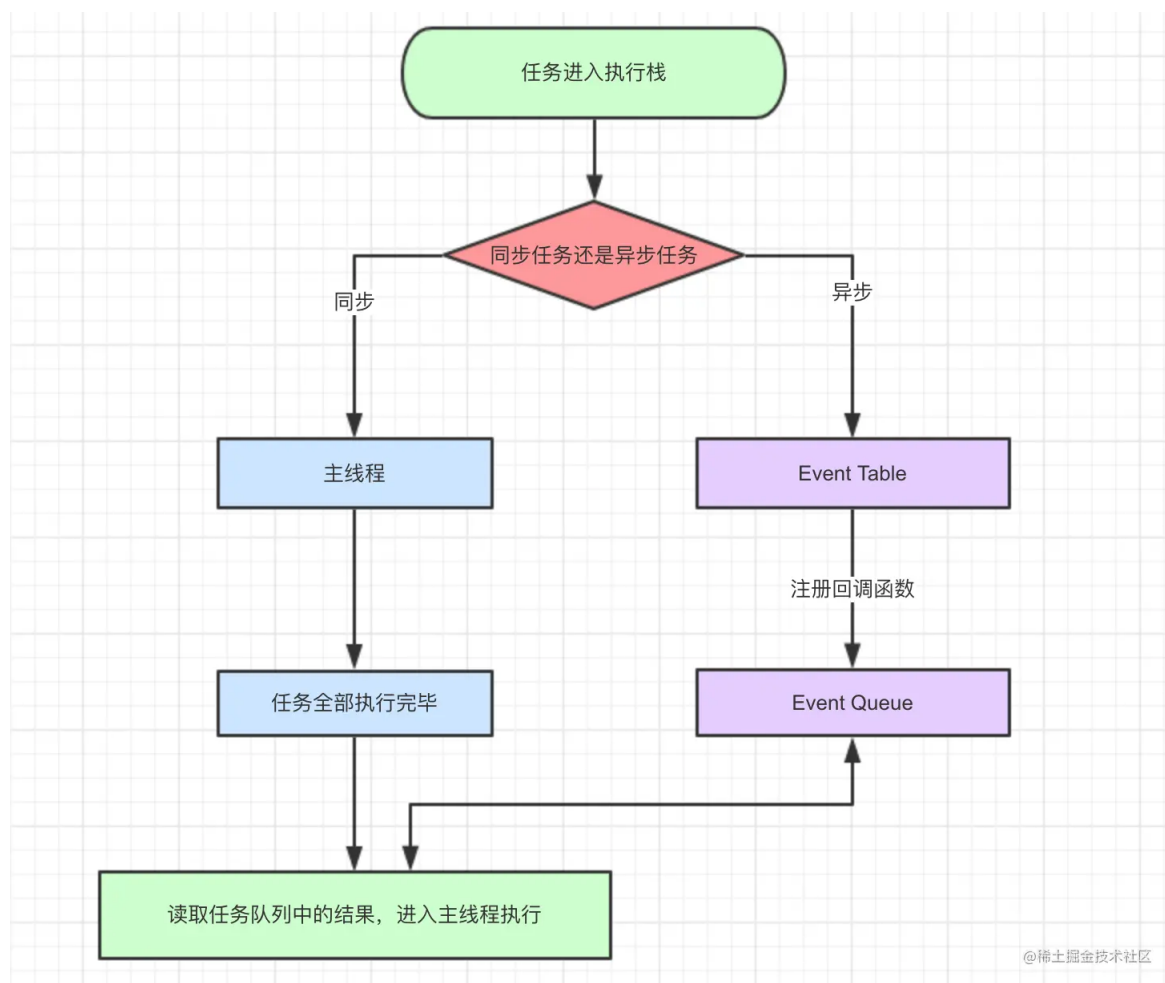 任务进入执行栈
同步任务还是异步任务
同步
异步
主线程
Event Table
注册回调函数
任务全部执行完毕
Event Queue
读取任务队列中的结果，进入主线程执行
@稀土掘金技术社区